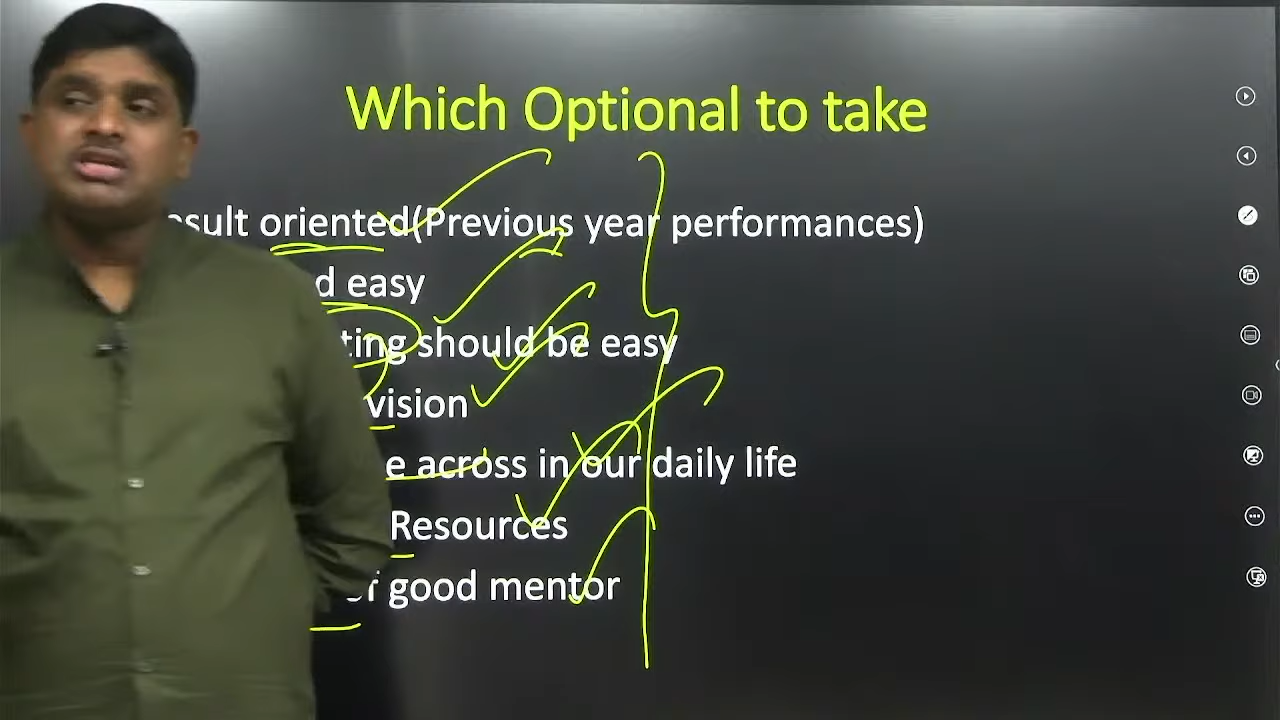 Which Optional to take
sult oriented(Previous year performances)
d easy
ting should be easy
vision
e across in our daily life
Resources
of good mentor